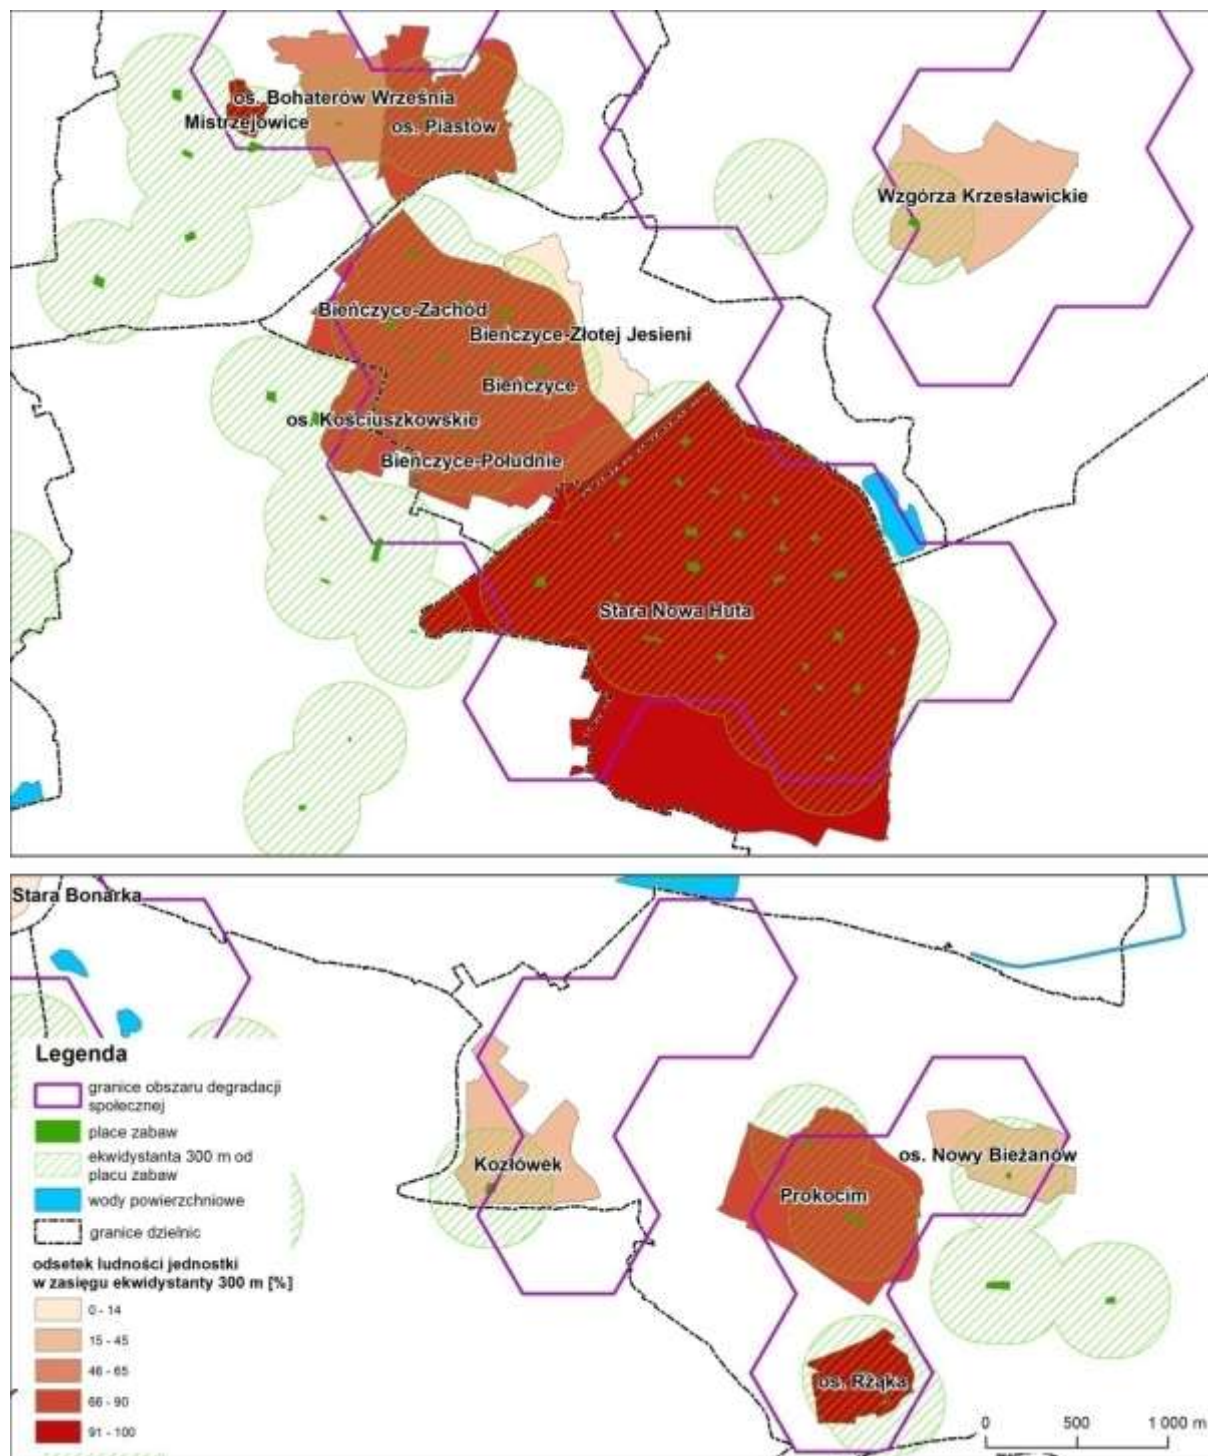 os. Bohaterów Września
Mistrzejowice
os. Piastów
Wzgórza Krzesławickie
Bieńczyce-Zachód
Bieńczyce-Złotej Jesieni
Bieńczyce
os. Kościuszkowskie
Bieńczyce-Południe
Stara Nowa Huta
Stara Bonarka
Kozłówek
os. Nowy Bieżanów
Prokocim
os. Rżąka
Legenda
granice obszaru degradacji
społecznej
place zabaw
ekwidystanta 300 m od
placu zabaw
wody powierzchniowe
granice dzielnic
odsetek ludności jednostki
w zasięgu ekwidystanty 300 m [%]
0 - 14
15 - 45
46 - 65
66 - 90
91 - 100
0 500 1 000 m